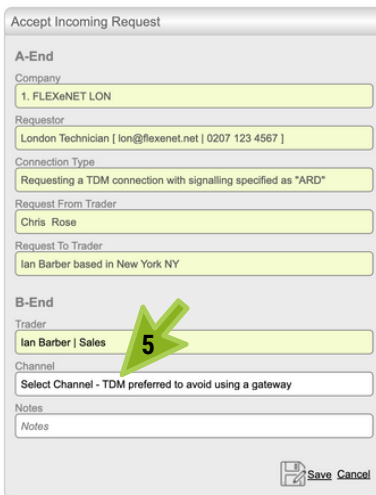 Accept Incoming Request
A-End
Company
1. FLEXeNET LON
Requestor
London Technician [ lon@flexenet.net | 0207 123 4567 ]
Connection Type
Requesting a TDM connection with signalling specified as "ARD"
Request From Trader
Chris Rose
Request To Trader
Ian Barber based in New York NY
B-End
Trader
Ian Barber | Sales
5
Channel
Select Channel - TDM preferred to avoid using a gateway
Notes
Notes
Save Cancel